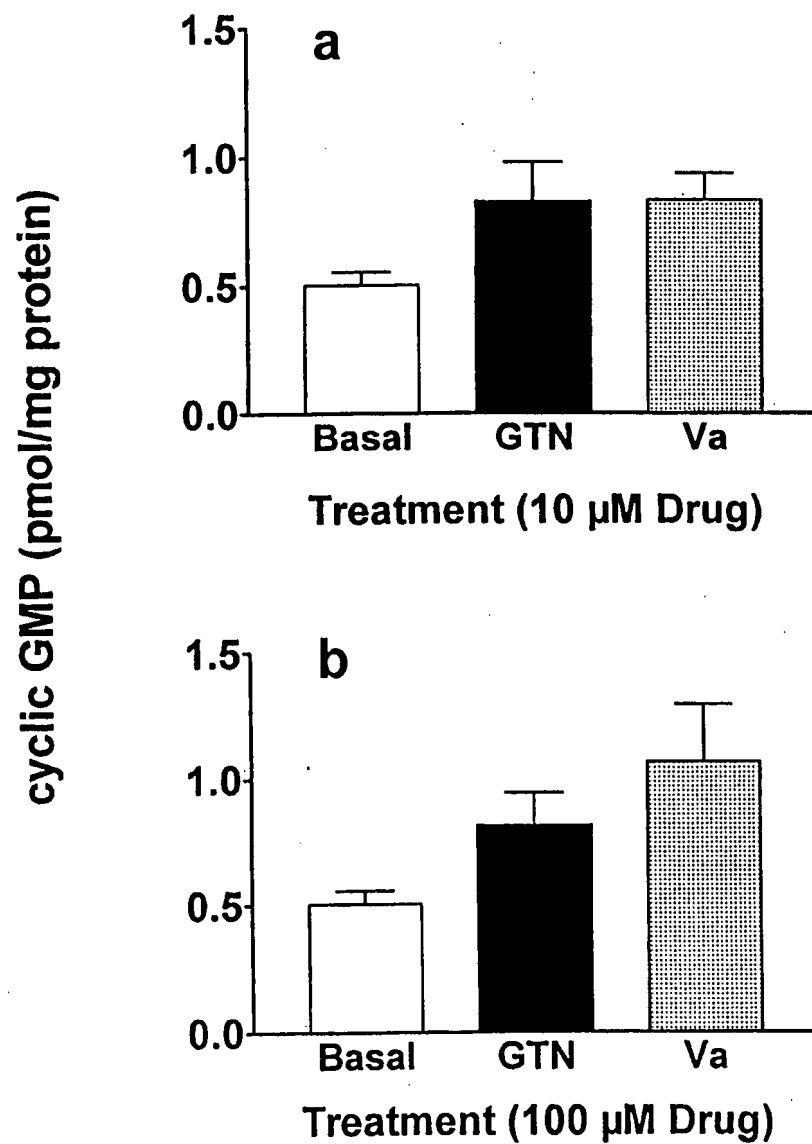 cyclic GMP (pmol/mg protein)
a
1.5
1.0
0.5
0.0
Basal GTN Va
Treatment (10 µM Drug)
b
1.5
1.0
0.5
0.0
Basal GTN Va
Treatment (100 µM Drug)